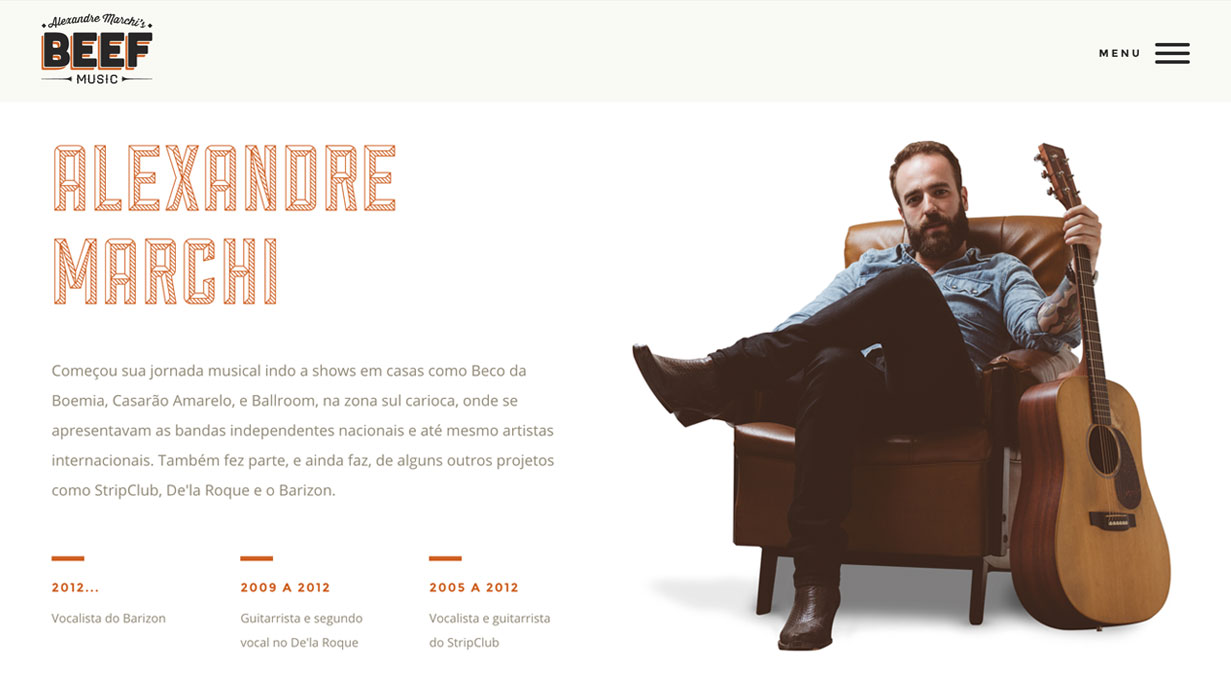 Alexandre Marchi's
BEEF
MUSIC
MENU
ALEXANDRE
MARCHI
Começou sua jornada musical indo a shows em casas como Beco da
Boemia, Casarão Amarelo, e Ballroom, na zona sul carioca, onde se
apresentavam as bandas independentes nacionais e até mesmo artistas
internacionais. Também fez parte, e ainda faz, de alguns outros projetos
como StripClub, De'la Roque e o Barizon.
2012...
Vocalista do Barizon
2009 A 2012
Guitarrista e segundo
vocal no De'la Roque
2005 A 2012
Vocalista e guitarrista
do StripClub